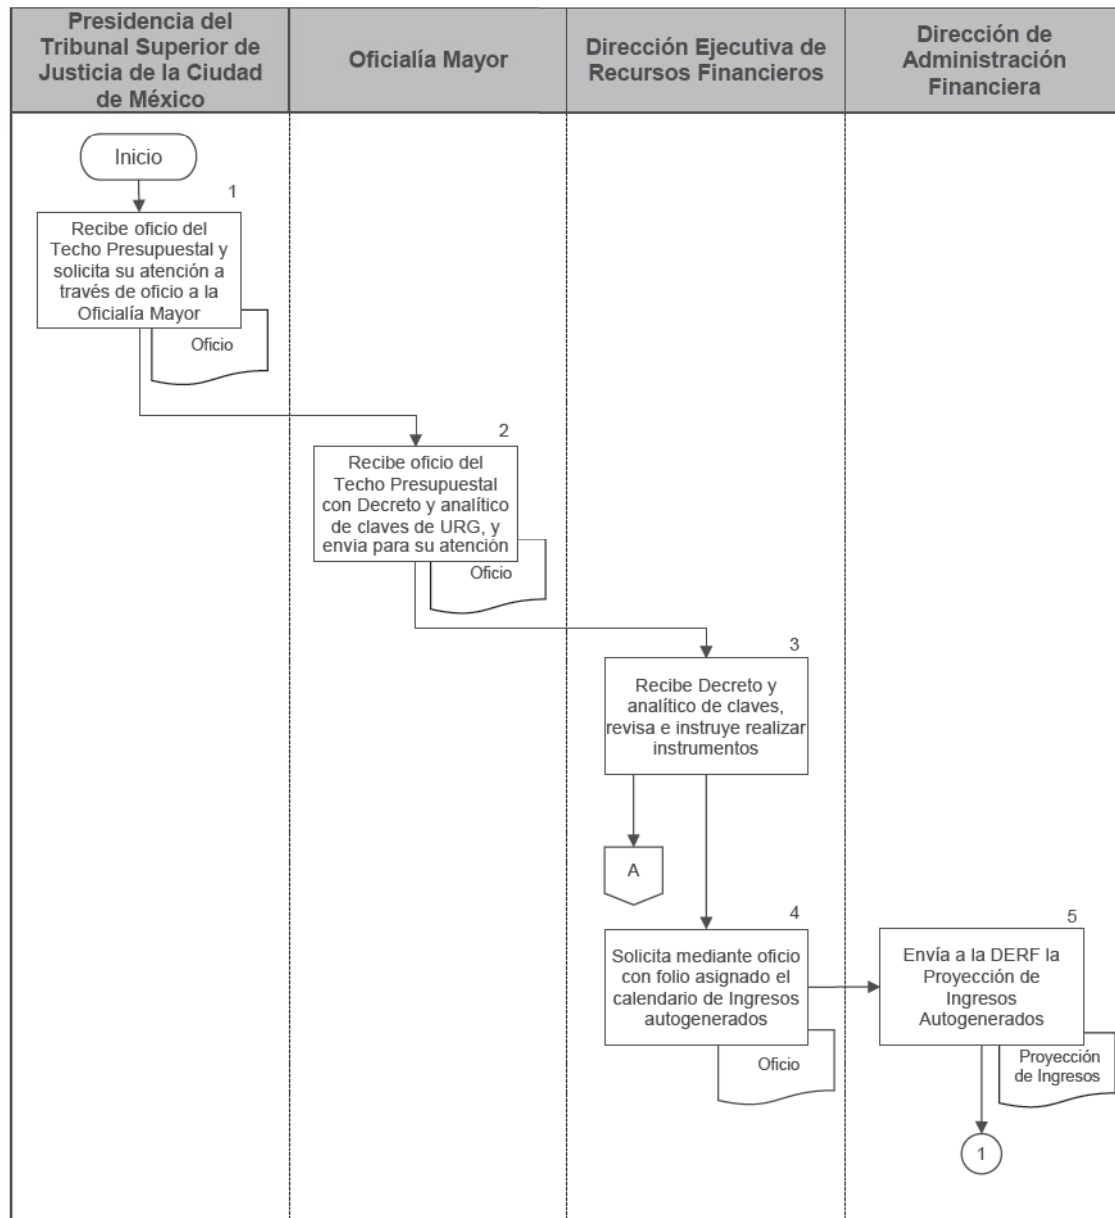 Presidencia del
Tribunal Superior de
Justicia de la Ciudad
de México
Oficialía Mayor
Dirección Ejecutiva de
Recursos Financieros
Dirección de
Administración
Financiera
Inicio
1
Recibe oficio del
Techo Presupuestal y
solicita su atención a
través de oficio a la
Oficialía Mayor
Oficio
2
Recibe oficio del
Techo Presupuestal
con Decreto y analítico
de claves de URG, y
envia para su atención
Oficio
3
Recibe Decreto y
analítico de claves,
revisa e instruye realizar
instrumentos
A
4
Solicita mediante oficio
con folio asignado el
calendario de Ingresos
autogenerados
Oficio
5
Envía a la DERF la
Proyección de
Ingresos
Autogenerados
Proyección
de Ingresos
1